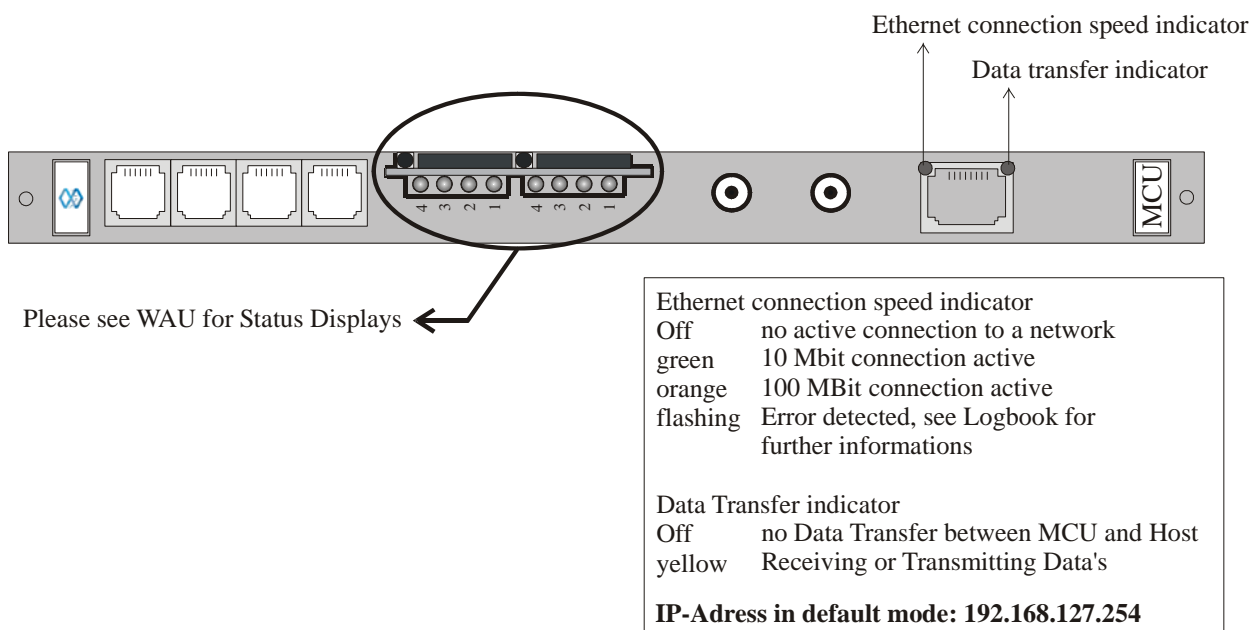 Ethernet connection speed indicator
Data transfer indicator
4 3 2 1 4 3 2 1
MCU
Please see WAU for Status Displays
Ethernet connection speed indicator
Off no active connection to a network
green 10 Mbit connection active
orange 100 MBit connection active
flashing Error detected, see Logbook for
further informations
Data Transfer indicator
Off no Data Transfer between MCU and Host
yellow Receiving or Transmitting Data's
IP-Adress in default mode: 192.168.127.254